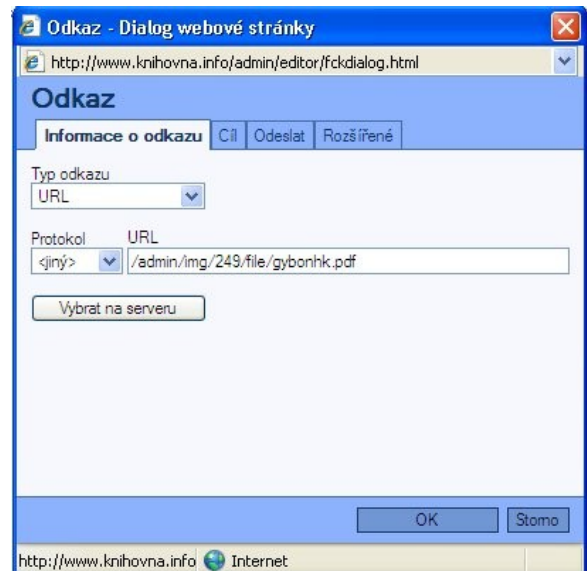 Odkaz - Dialog webové stránky
http://www.knihovna.info/admin/editor/fckdialog.html
Odkaz
Informace o odkazu Cíl Odeslat Rozšířené
Typ odkazu
URL
Protokol URL
<jiný> /admin/img/249/file/gybonhk.pdf
Vybrat na serveru
OK Storno
http://www.knihovna.info Internet